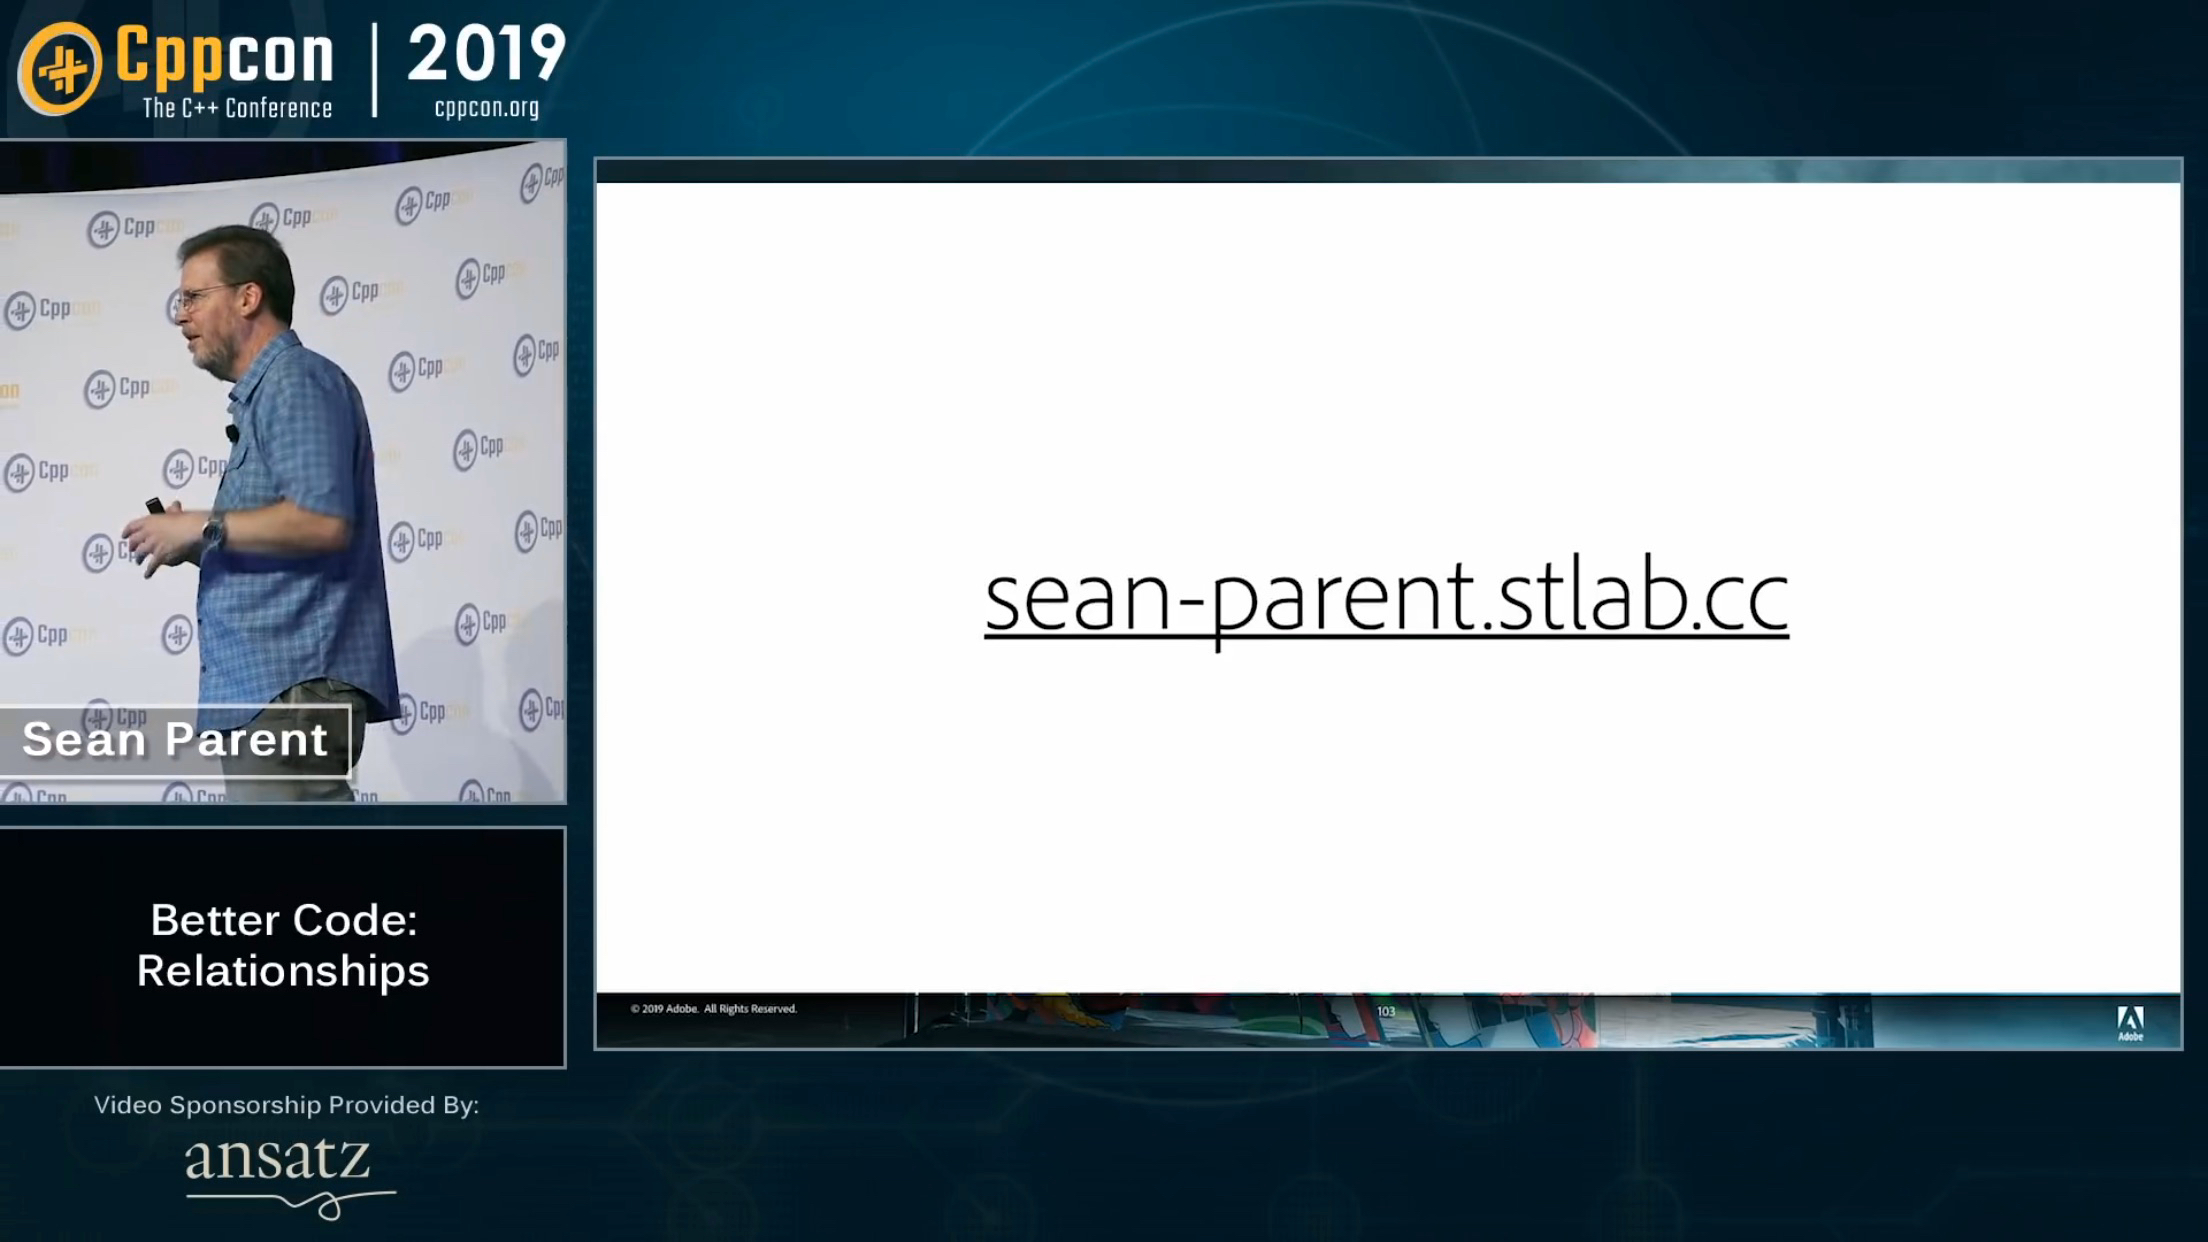 Cppcon
The C++ Conference
2019
cppcon.org
Sean Parent
Better Code:
Relationships
Video Sponsorship Provided By:
ansatz
sean-parent.stlab.cc
© 2019 Adobe. All Rights Reserved.
103
Adobe